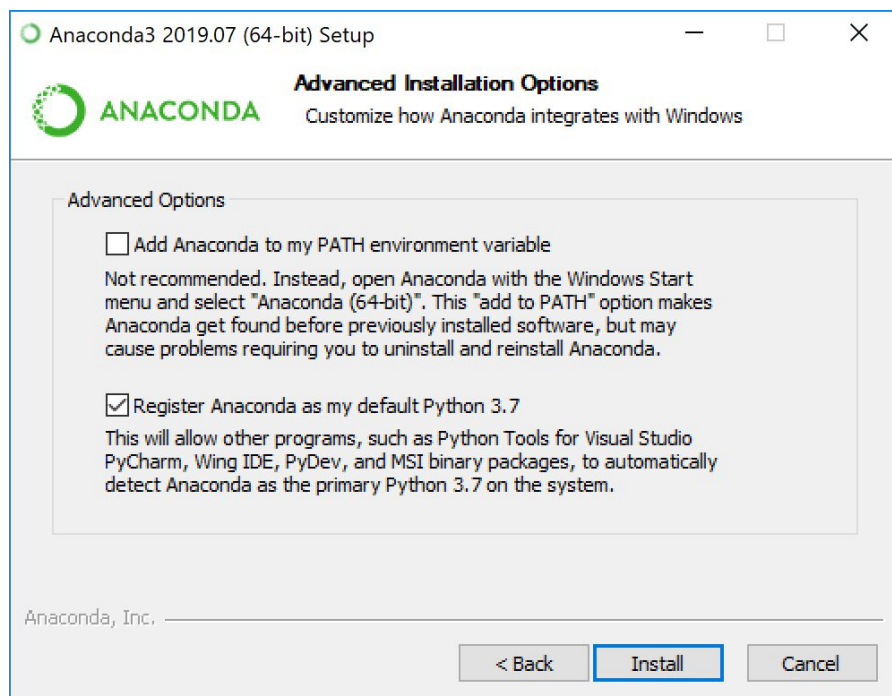 Anaconda3 2019.07 (64-bit) Setup
ANACONDA
Advanced Installation Options
Customize how Anaconda integrates with Windows
Advanced Options
Add Anaconda to my PATH environment variable
Not recommended. Instead, open Anaconda with the Windows Start
menu and select "Anaconda (64-bit)". This "add to PATH" option makes
Anaconda get found before previously installed software, but may
cause problems requiring you to uninstall and reinstall Anaconda.
Register Anaconda as my default Python 3.7
This will allow other programs, such as Python Tools for Visual Studio
PyCharm, Wing IDE, PyDev, and MSI binary packages, to automatically
detect Anaconda as the primary Python 3.7 on the system.
Anaconda, Inc.
< Back
Install
Cancel